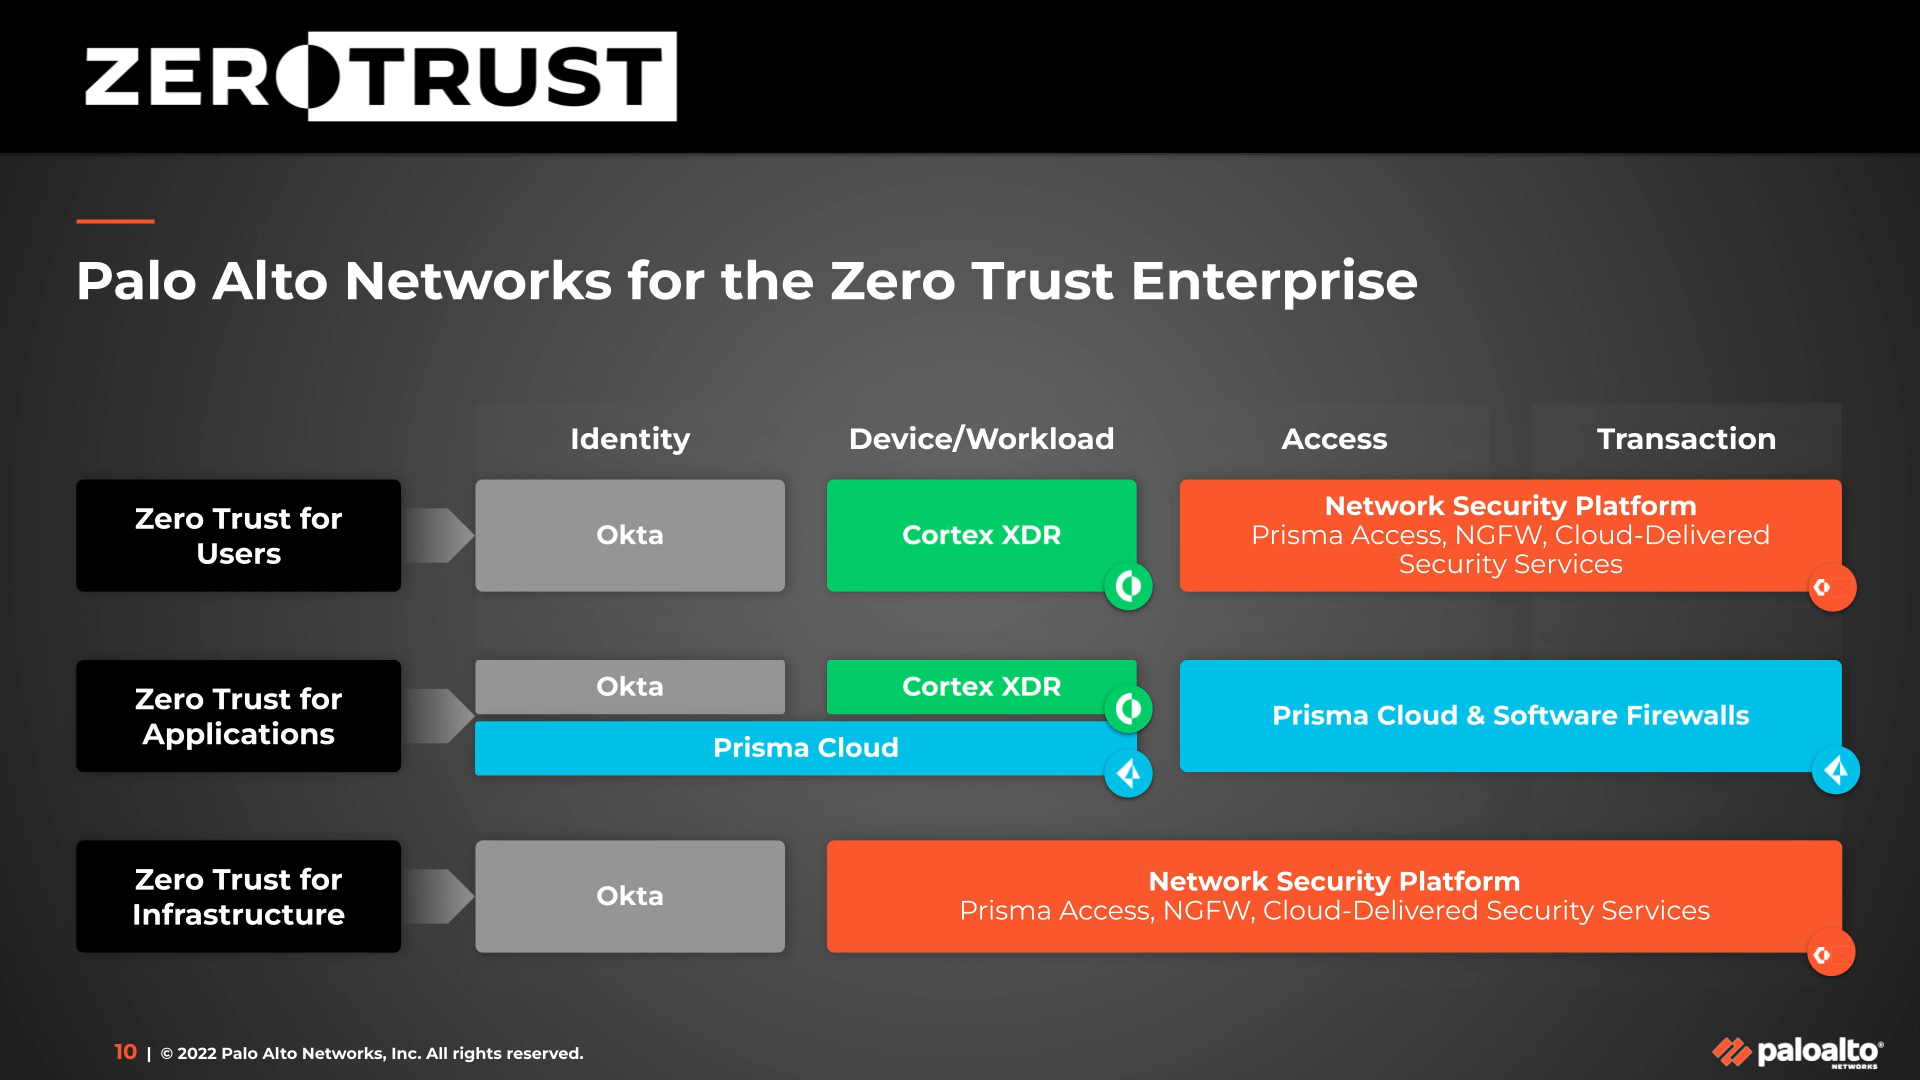 ZEROTRUST
Palo Alto Networks for the Zero Trust Enterprise
Identity
Device/Workload
Access
Transaction
Zero Trust for
Users
Okta
Cortex XDR
Network Security Platform
Prisma Access, NGFW, Cloud-Delivered
Security Services
Zero Trust for
Applications
Okta
Cortex XDR
Prisma Cloud
Prisma Cloud & Software Firewalls
Zero Trust for
Infrastructure
Okta
Network Security Platform
Prisma Access, NGFW, Cloud-Delivered Security Services
10 | © 2022 Palo Alto Networks, Inc. All rights reserved.
paloalto®
NETWORKS